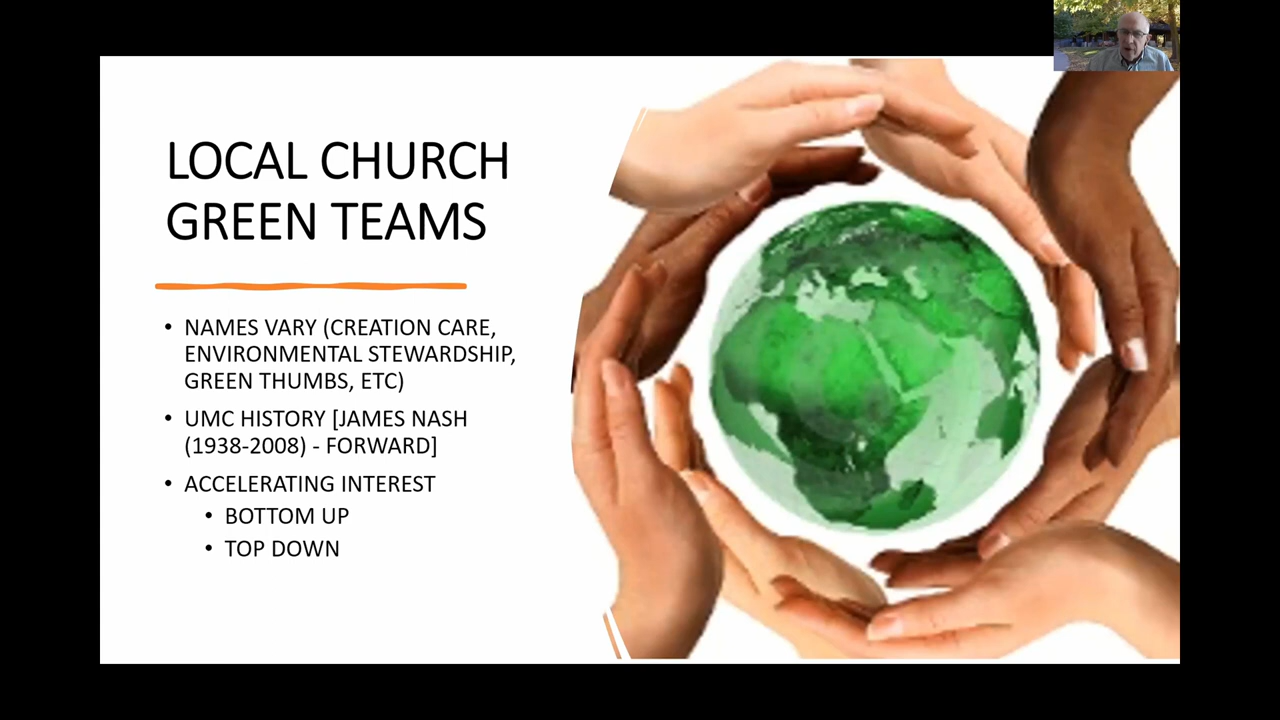 LOCAL CHURCH
GREEN TEAMS
• NAMES VARY (CREATION CARE,
ENVIRONMENTAL STEWARDSHIP,
GREEN THUMBS, ETC)
• UMC HISTORY [JAMES NASH
(1938-2008) - FORWARD]
• ACCELERATING INTEREST
• BOTTOM UP
• TOP DOWN